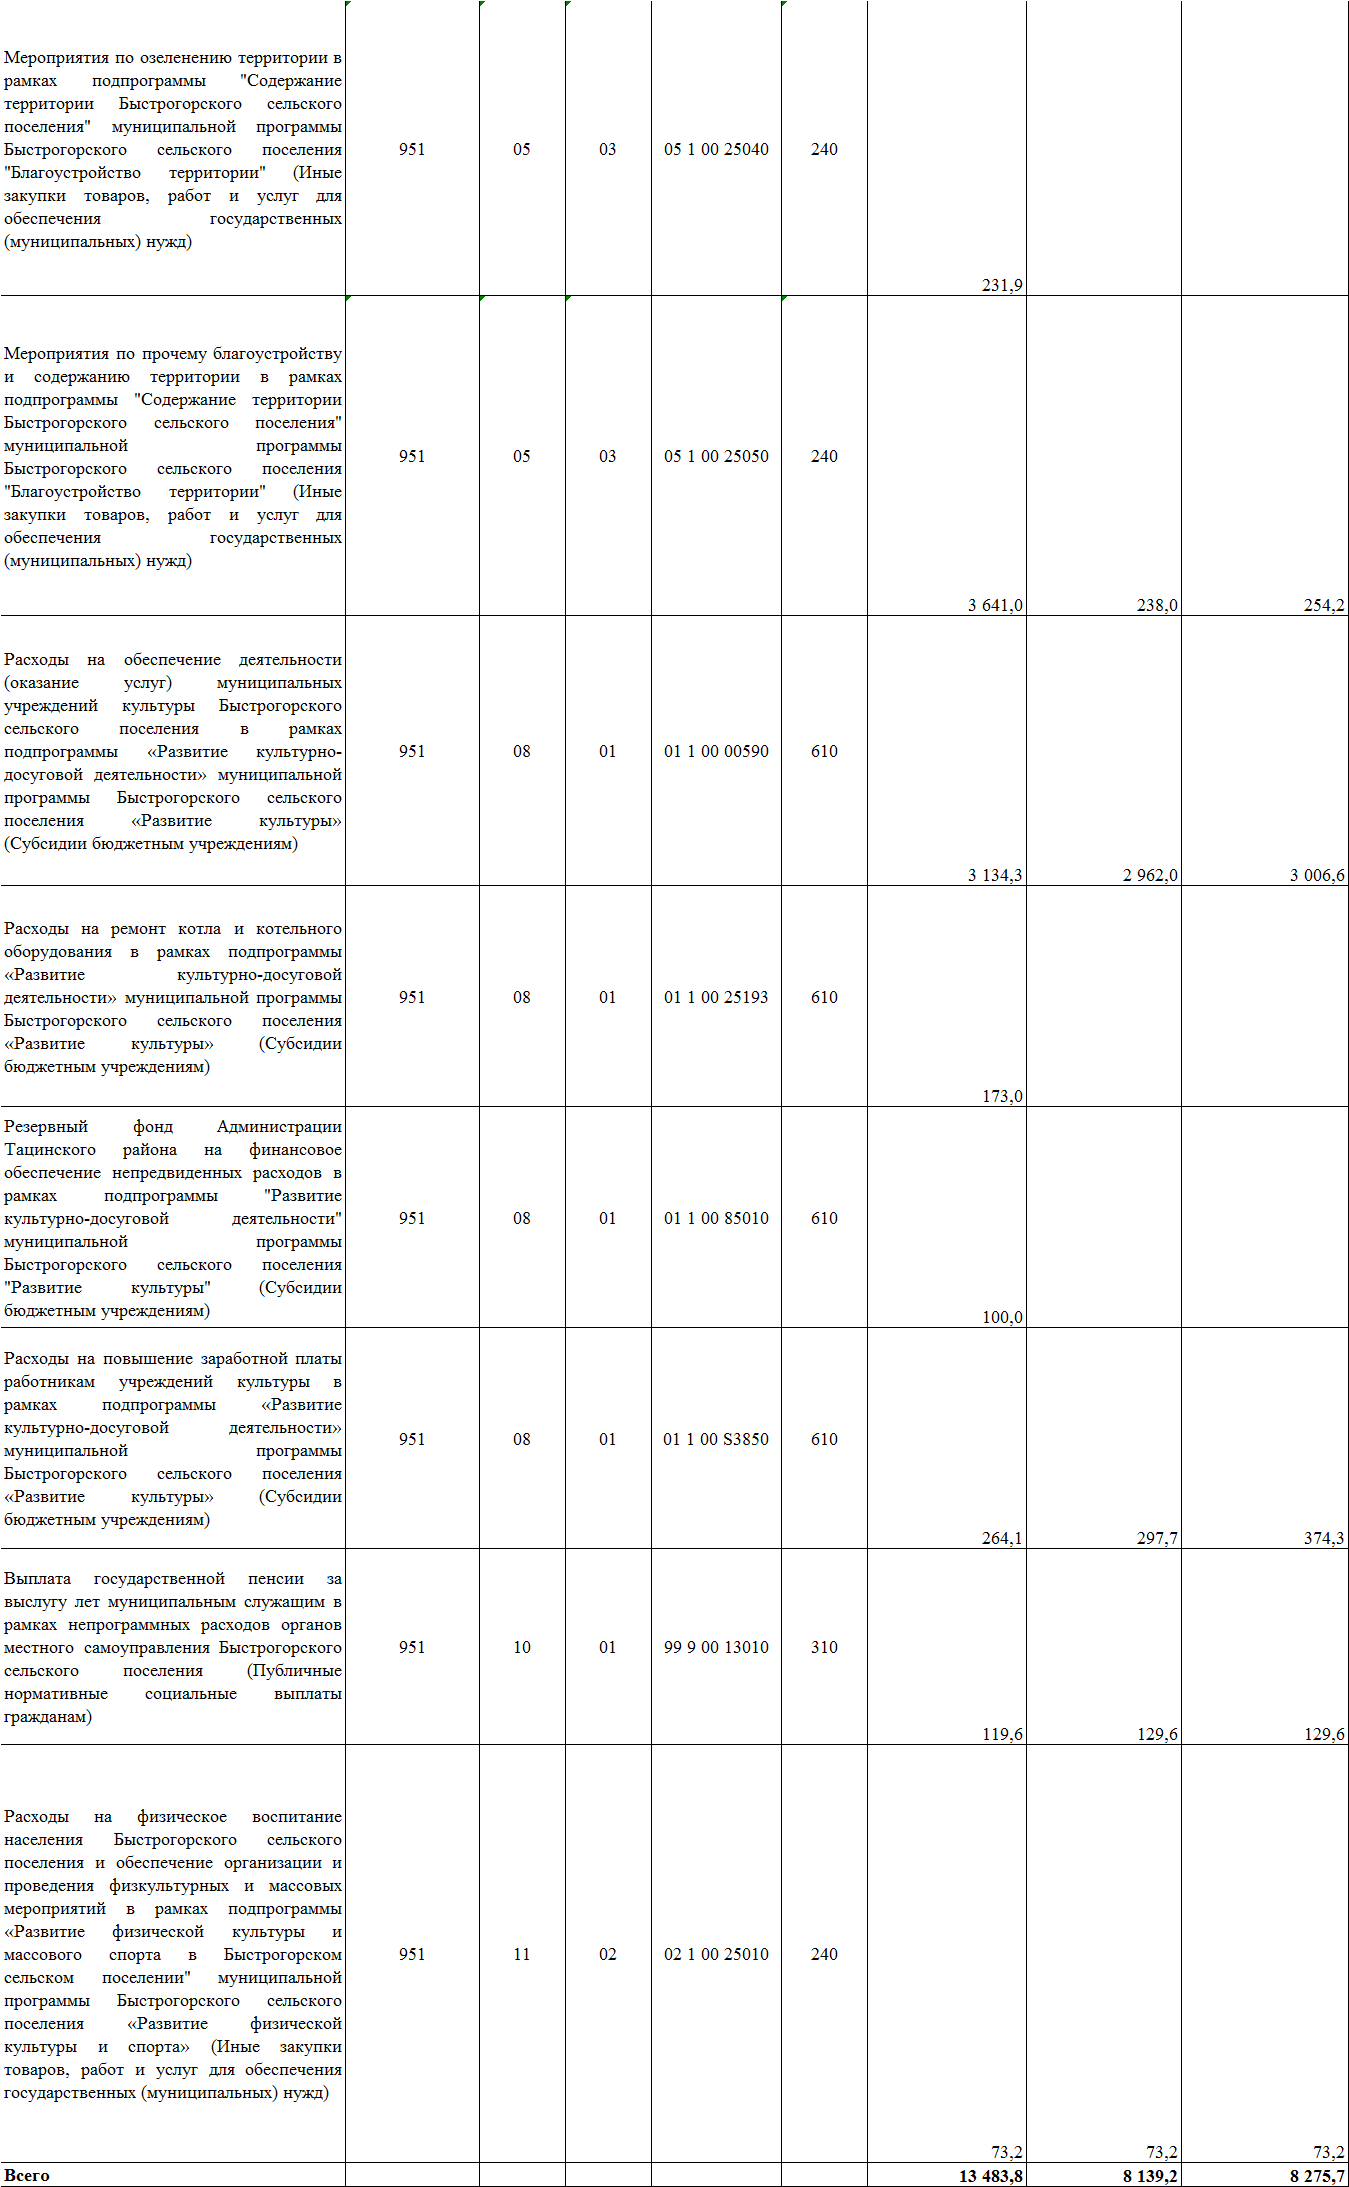 Мероприятия по озеленению территории в
рамках подпрограммы "Содержание
территории Быстрогорского сельского
поселения" муниципальной программы
Быстрогорского сельского поселения
"Благоустройство территории" (Иные
закупки товаров, работ и услуг для
обеспечения государственных
(муниципальных) нужд)
951 05 03 05 1 00 25040 240
231,9
Мероприятия по прочему благоустройству
и содержанию территории в рамках
подпрограммы "Содержание территории
Быстрогорского сельского поселения"
муниципальной программы
Быстрогорского сельского поселения
"Благоустройство территории" (Иные
закупки товаров, работ и услуг для
обеспечения государственных
(муниципальных) нужд)
951 05 03 05 1 00 25050 240
3 641,0 238,0 254,2
Расходы на обеспечение деятельности
(оказание услуг) муниципальных
учреждений культуры Быстрогорского
сельского поселения в рамках
подпрограммы «Развитие культурно-
досуговой деятельности» муниципальной
программы Быстрогорского сельского
поселения «Развитие культуры»
(Субсидии бюджетным учреждениям)
951 08 01 01 1 00 00590 610
3 134,3 2 962,0 3 006,6
Расходы на ремонт котла и котельного
оборудования в рамках подпрограммы
«Развитие культурно-досуговой
деятельности» муниципальной программы
Быстрогорского сельского поселения
«Развитие культуры» (Субсидии
бюджетным учреждениям)
951 08 01 01 1 00 25193 610
173,0
Резервный фонд Администрации
Тацинского района на финансовое
обеспечение непредвиденных расходов в
рамках подпрограммы "Развитие
культурно-досуговой деятельности"
муниципальной программы
Быстрогорского сельского поселения
"Развитие культуры" (Субсидии
бюджетным учреждениям)
951 08 01 01 1 00 85010 610
100,0
Расходы на повышение заработной платы
работникам учреждений культуры в
рамках подпрограммы «Развитие
культурно-досуговой деятельности»
муниципальной программы
Быстрогорского сельского поселения
«Развитие культуры» (Субсидии
бюджетным учреждениям)
951 08 01 01 1 00 S3850 610
264,1 297,7 374,3
Выплата государственной пенсии за
выслугу лет муниципальным служащим в
рамках непрограммных расходов органов
местного самоуправления Быстрогорского
сельского поселения (Публичные
нормативные социальные выплаты
гражданам)
951 10 01 99 9 00 13010 310
119,6 129,6 129,6
Расходы на физическое воспитание
населения Быстрогорского сельского
поселения и обеспечение организации и
проведения физкультурных и массовых
мероприятий в рамках подпрограммы
«Развитие физической культуры и
массового спорта в Быстрогорском
сельском поселении" муниципальной
программы Быстрогорского сельского
поселения «Развитие физической
культуры и спорта» (Иные закупки
товаров, работ и услуг для обеспечения
государственных (муниципальных) нужд)
951 11 02 02 1 00 25010 240
73,2 73,2 73,2
Всего 13 483,8 8 139,2 8 275,7